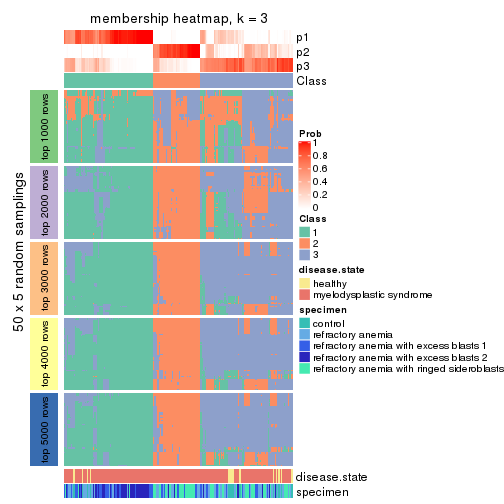 membership heatmap, k = 3
p1
p2
p3
Class
50 x 5 random samplings
top 1000 rows
top 2000 rows
top 3000 rows
top 4000 rows
top 5000 rows
Prob
1
0.8
0.6
0.4
0.2
0
Class
1
2
3
disease.state
healthy
myelodysplastic syndrome
specimen
control
refractory anemia
refractory anemia with excess blasts 1
refractory anemia with excess blasts 2
refractory anemia with ringed sideroblasts
disease.state
specimen